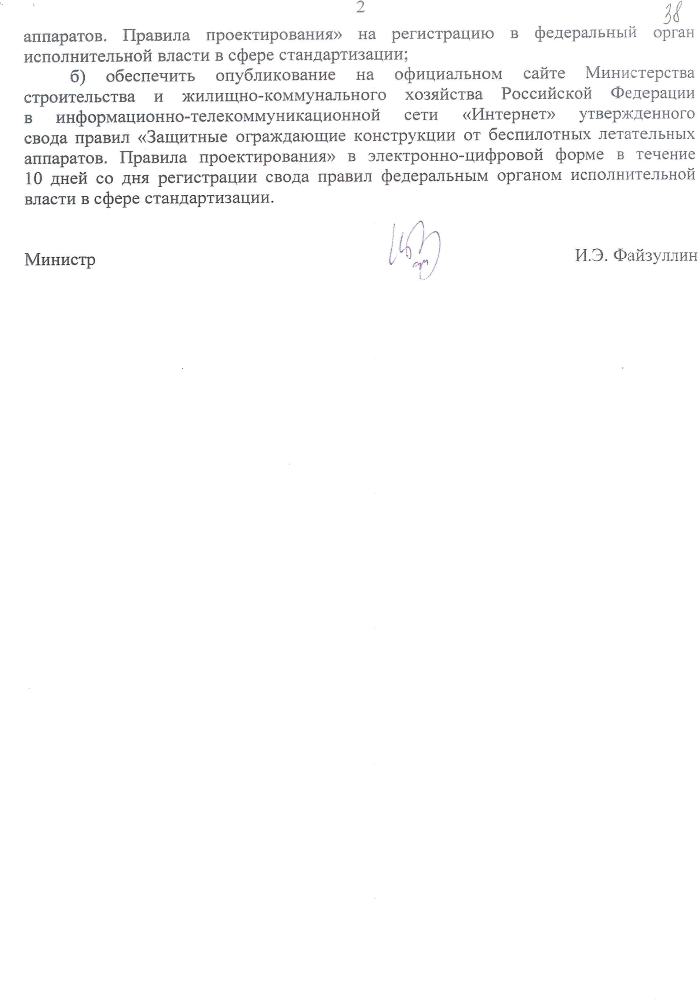 2
38
аппаратов. Правила проектирования» на регистрацию в федеральный орган
исполнительной власти в сфере стандартизации;
б) обеспечить опубликование на официальном сайте Министерства
строительства и жилищно-коммунального хозяйства Российской Федерации
в информационно-телекоммуникационной сети «Интернет» утвержденного
свода правил «Защитные ограждающие конструкции от беспилотных летательных
аппаратов. Правила проектирования» в электронно-цифровой форме в течение
10 дней со дня регистрации свода правил федеральным органом исполнительной
власти в сфере стандартизации.
Министр
И.Э. Файзуллин